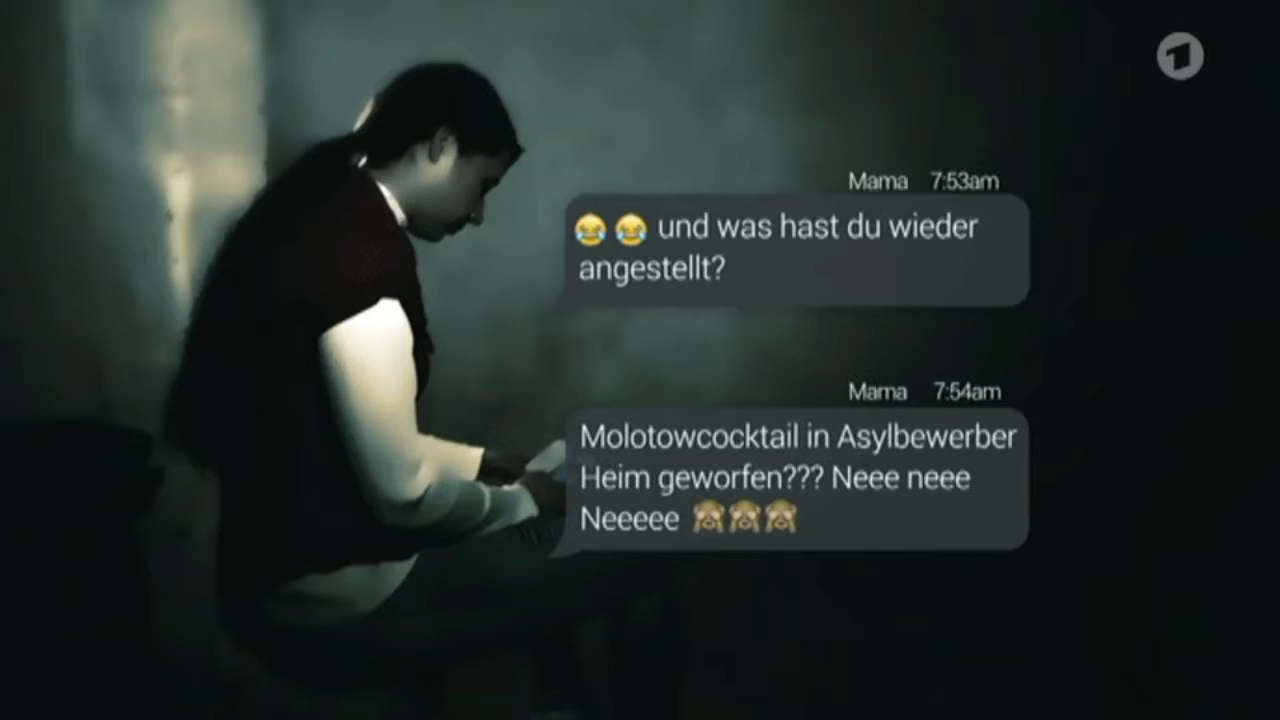 Mama 7:53am
😂 😂 und was hast du wieder
angestellt?
Mama 7:54am
Molotowcocktail in Asylbewerber
Heim geworfen??? Neee neee
Neeeee 🙈🙈🙈